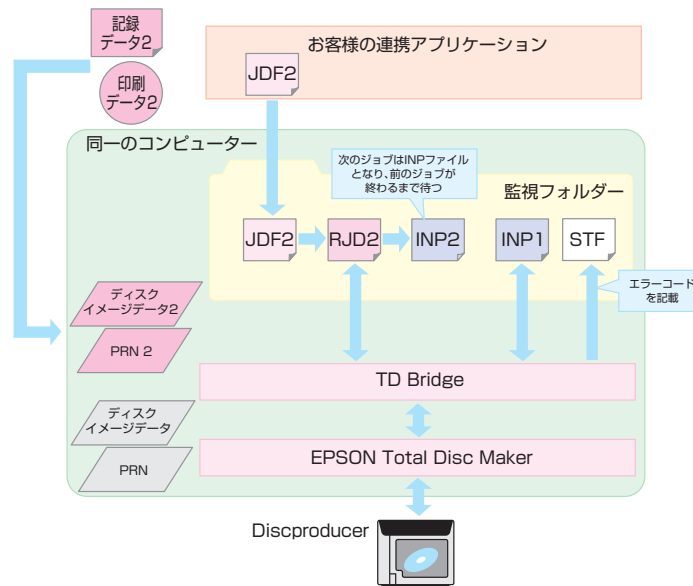 記録
データ2
印刷
データ2
お客様の連携アプリケーション
JDF2
同一のコンピューター
次のジョブはINPファイル
となり、前のジョブが
終わるまで待つ
監視フォルダー
JDF2
RJD2
INP2
INP1
STF
エラーコード
を記載
ディスク
イメージデータ2
PRN 2
TD Bridge
ディスク
イメージデータ
PRN
EPSON Total Disc Maker
Discproducer